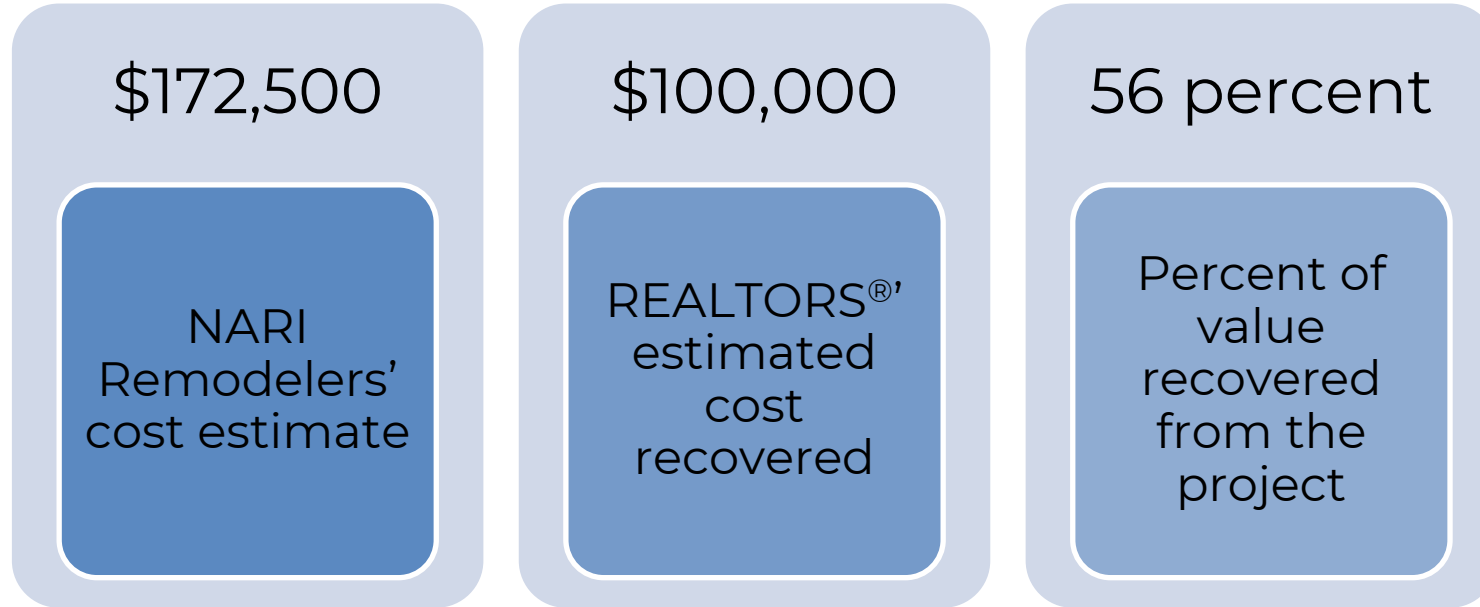 $172,500
NARI
Remodelers’
cost estimate
$100,000
REALTORS®’
estimated
cost
recovered
56 percent
Percent of
value
recovered
from the
project